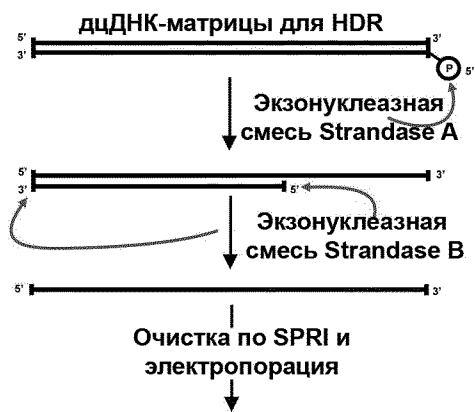 дцДНК-матрицы для HDR
5' 3'
3' P 5'
Экзонуклеазная
смесь Strandase A
5' 3'
3' 5'
Экзонуклеазная
смесь Strandase B
5' 3'
Очистка по SPRI и
электропорация